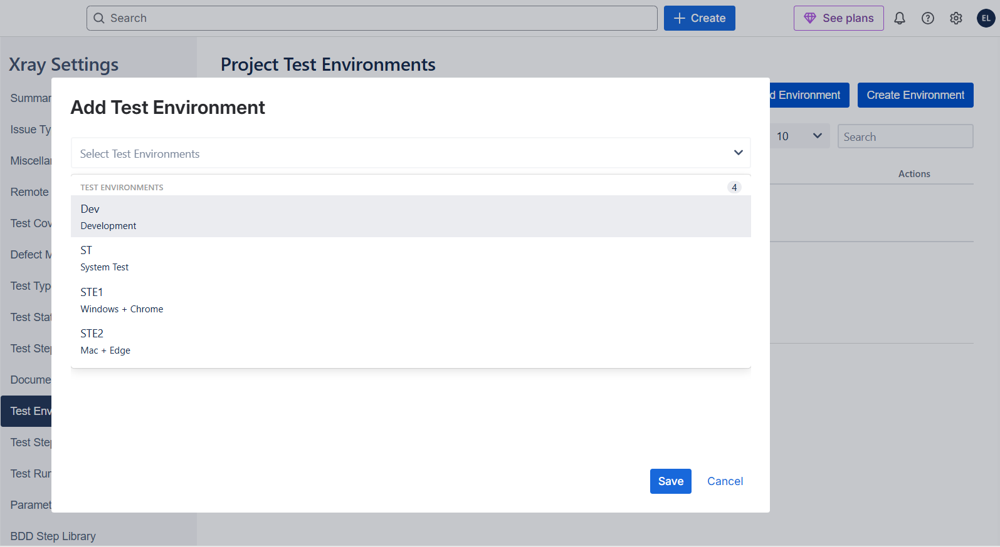 Search
Create
See plans
EL
Xray Settings
Project Test Environments
Summar
Issue Ty
Miscella
Remote
Test Cov
Defect M
Test Typ
Test Stat
Test Step
Docume
Test Env
Test Step
Test Run
Paramet
BDD Step Library
d Environment
Create Environment
10
Search
Actions
Add Test Environment
Select Test Environments
TEST ENVIRONMENTS
4
Dev
Development
ST
System Test
STE1
Windows + Chrome
STE2
Mac + Edge
Save
Cancel